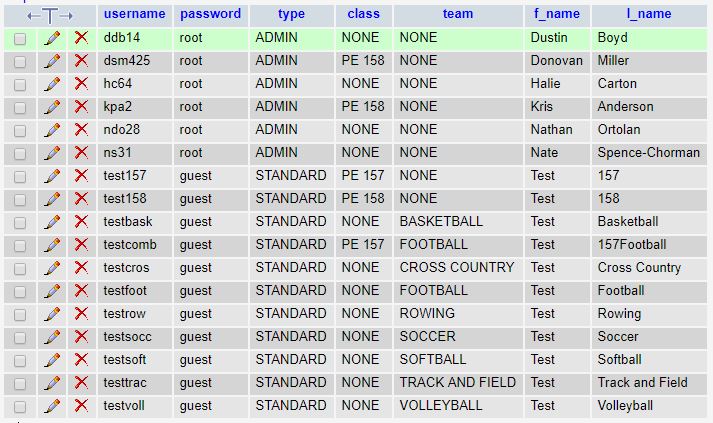 username password type class team f_name l_name
ddb14 root ADMIN NONE NONE Dustin Boyd
dsm425 root ADMIN PE 158 NONE Donovan Miller
hc64 root ADMIN NONE NONE Halie Carton
kpa2 root ADMIN PE 158 NONE Kris Anderson
ndo28 root ADMIN NONE NONE Nathan Ortolan
ns31 root ADMIN NONE NONE Nate Spence-Chorman
test157 guest STANDARD PE 157 NONE Test 157
test158 guest STANDARD PE 158 NONE Test 158
testbask guest STANDARD NONE BASKETBALL Test Basketball
testcomb guest STANDARD PE 157 FOOTBALL Test 157Football
testcros guest STANDARD NONE CROSS COUNTRY Test Cross Country
testfoot guest STANDARD NONE FOOTBALL Test Football
testrow guest STANDARD NONE ROWING Test Rowing
testsocc guest STANDARD NONE SOCCER Test Soccer
testsoft guest STANDARD NONE SOFTBALL Test Softball
testtrac guest STANDARD NONE TRACK AND FIELD Test Track and Field
testvoll guest STANDARD NONE VOLLEYBALL Test Volleyball